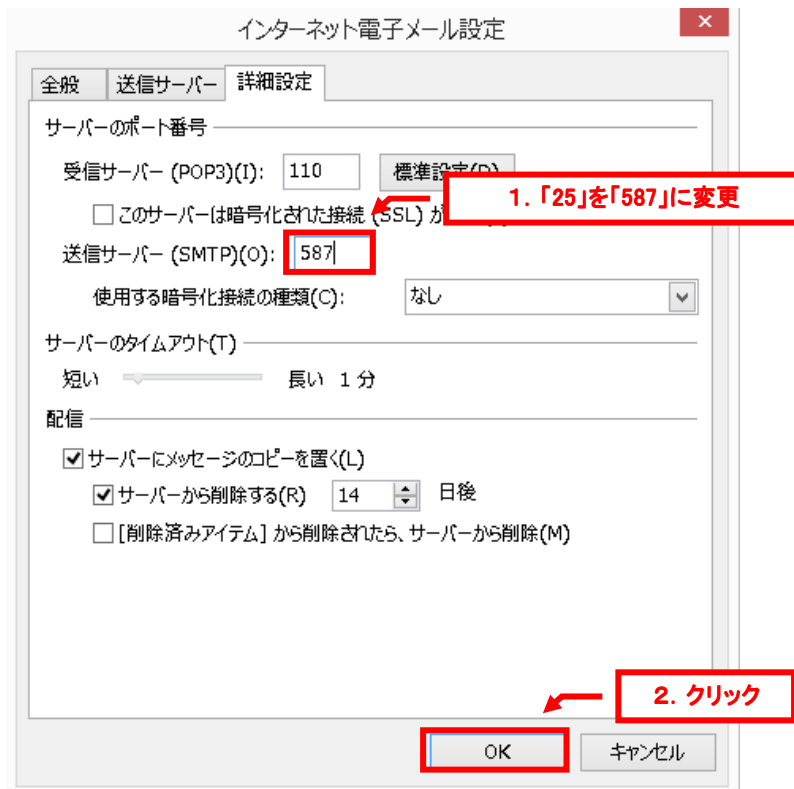 インターネット電子メール設定
×
全般 送信サーバー 詳細設定
サーバーのポート番号
受信サーバー (POP3)(I): 110 標準設定(D)
1. 「25」を「587」に変更
このサーバーは暗号化された接続 (SSL) が
送信サーバー (SMTP)(O): 587
使用する暗号化接続の種類(C): なし
サーバーのタイムアウト(T)
短い 長い 1 分
配信
サーバーにメッセージのコピーを置く(L)
サーバーから削除する(R) 14 日後
[削除済みアイテム] から削除されたら、サーバーから削除(M)
2. クリック
OK キャンセル